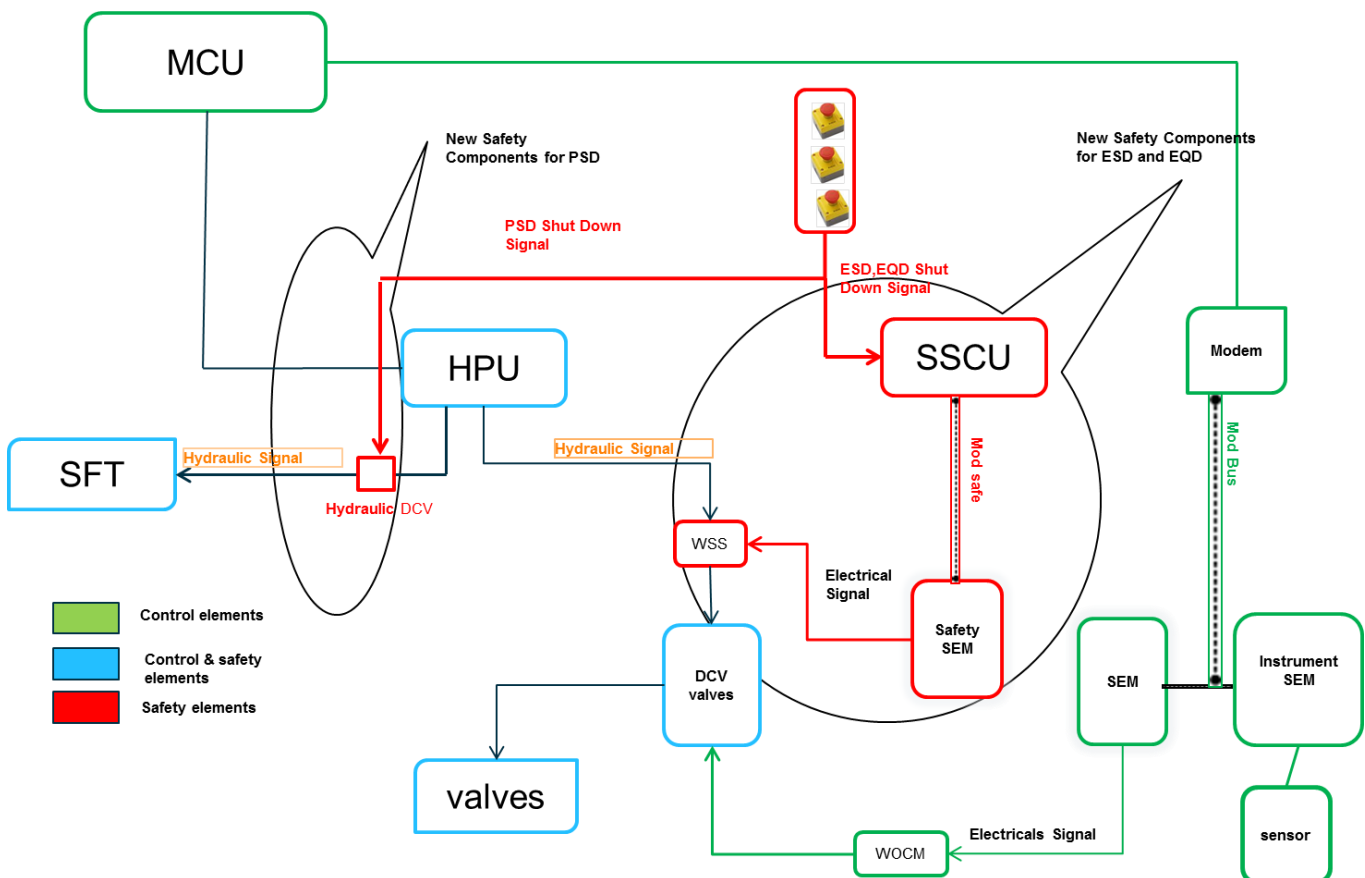 MCU
New Safety
Components for PSD
New Safety Components
for ESD and EQD
PSD Shut Down
Signal
ESD,EQD Shut
Down Signal
HPU
SSCU
Modem
SFT
Hydraulic Signal
Hydraulic Signal
Mod safe
Mod Bus
Hydraulic DCV
WSS
Electrical
Signal
Control elements
Control & safety
elements
Safety elements
DCV
valves
Safety
SEM
SEM
Instrument
SEM
valves
WOCM
Electricals Signal
sensor